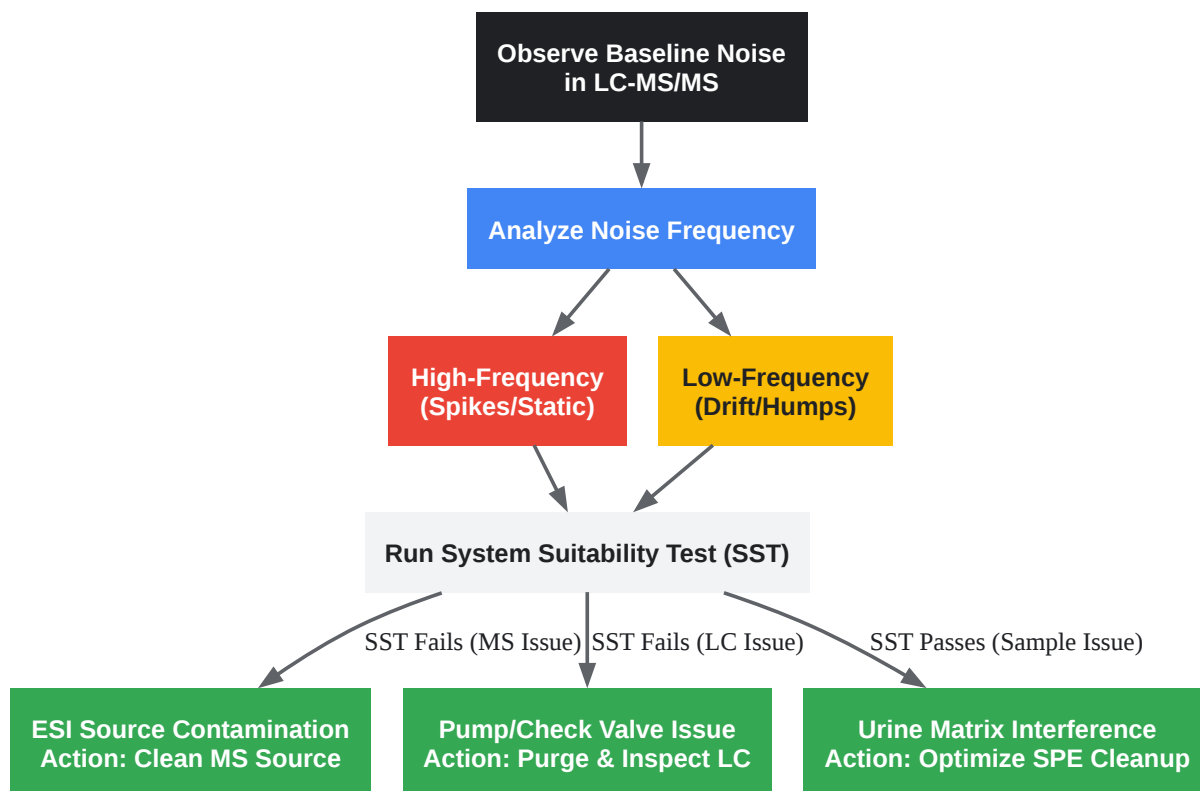 Observe Baseline Noise
in LC-MS/MS
Analyze Noise Frequency
High-Frequency
(Spikes/Static)
Low-Frequency
(Drift/Humps)
Run System Suitability Test (SST)
SST Fails (MS Issue)
SST Fails (LC Issue)
SST Passes (Sample Issue)
ESI Source Contamination
Action: Clean MS Source
Pump/Check Valve Issue
Action: Purge & Inspect LC
Urine Matrix Interference
Action: Optimize SPE Cleanup